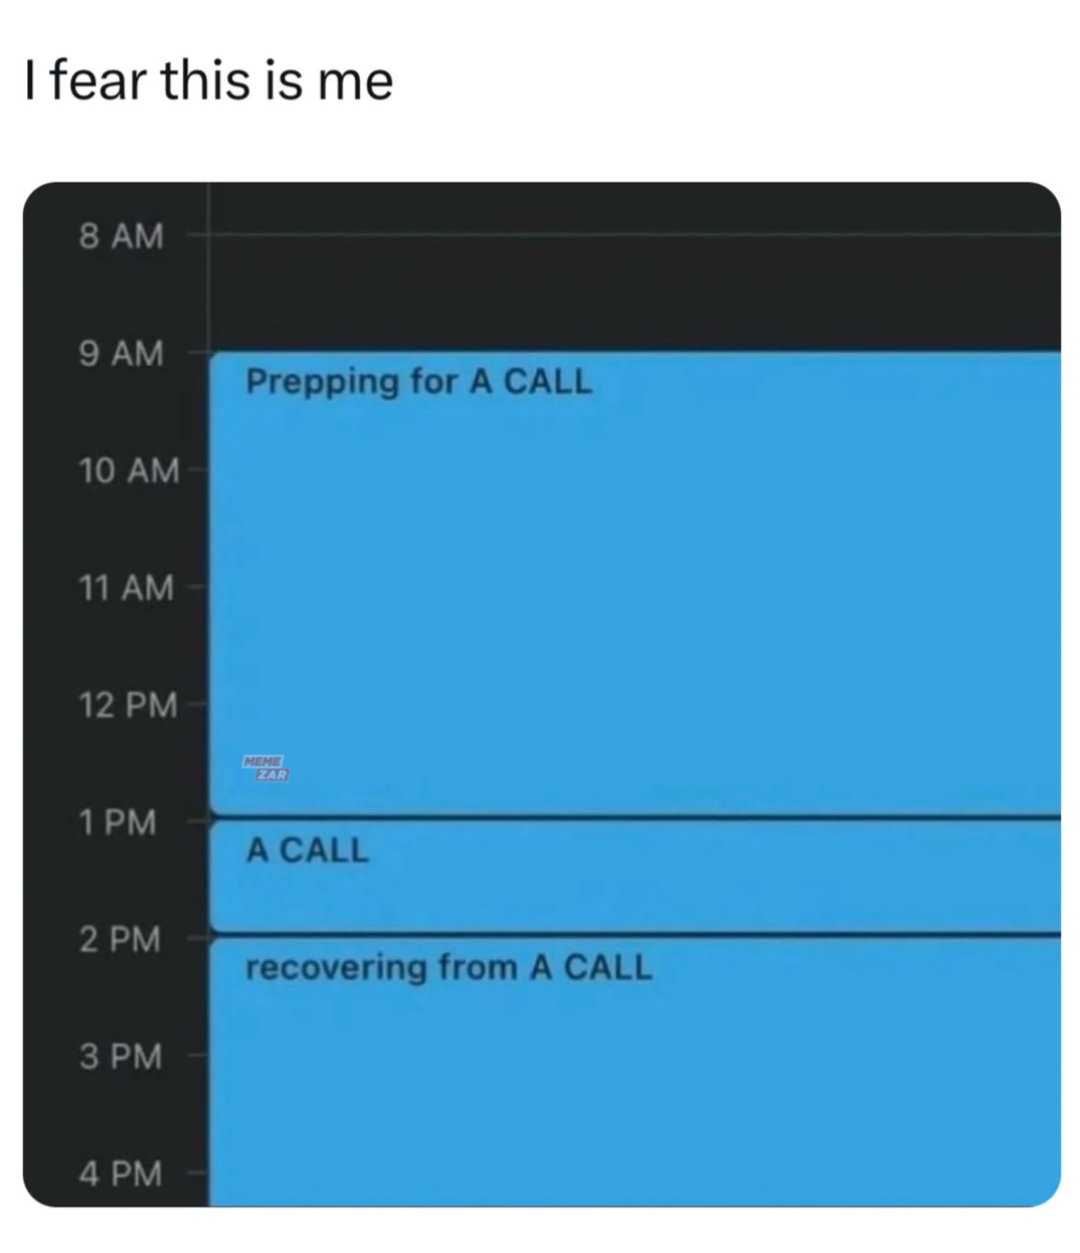 I fear this is me
8 AM
9 AM
Prepping for A CALL
10 AM
11 AM
12 PM
MEME
ZAR
1 PM
A CALL
2 PM
recovering from A CALL
3 PM
4 PM